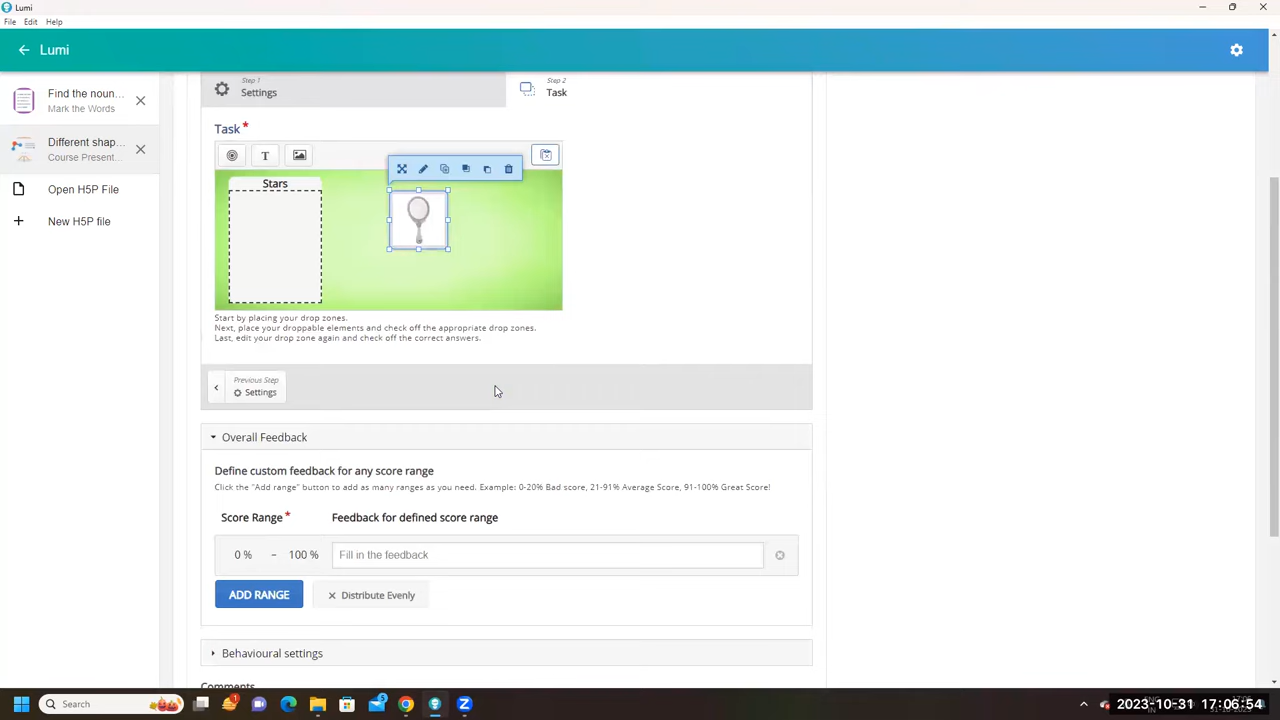 Lumi
File Edit Help
Lumi
Find the noun...
Mark the Words
Different shap...
Course Present...
Open H5P File
New H5P file
Step 1
Settings
Step 2
Task
Task *
T
Stars
Start by placing your drop zones.
Next, place your droppable elements and check off the appropriate drop zones.
Last, edit your drop zone again and check off the correct answers.
Previous Step
Settings
Overall Feedback
Define custom feedback for any score range
Click the "Add range" button to add as many ranges as you need. Example: 0-20% Bad score, 21-91% Average Score, 91-100% Great Score!
Score Range * Feedback for defined score range
0 % – 100 % Fill in the feedback
ADD RANGE Distribute Evenly
Behavioural settings
Comments
Search
2023-10-31 17:06:54